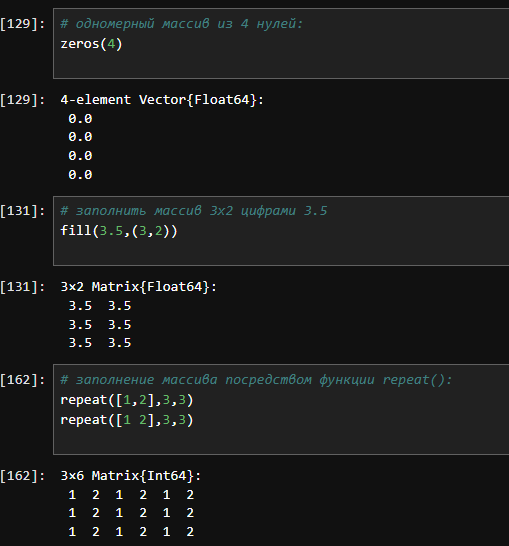 [129]: # одномерный массив из 4 нулей:
zeros(4)
[129]: 4-element Vector{Float64}:
0.0
0.0
0.0
0.0
[131]: # заполнить массив 3x2 цифрами 3.5
fill(3.5,(3,2))
[131]: 3×2 Matrix{Float64}:
3.5  3.5
3.5  3.5
3.5  3.5
[162]: # заполнение массива посредством функции repeat():
repeat([1,2],3,3)
repeat([1 2],3,3)
[162]: 3×6 Matrix{Int64}:
1  2  1  2  1  2
1  2  1  2  1  2
1  2  1  2  1  2